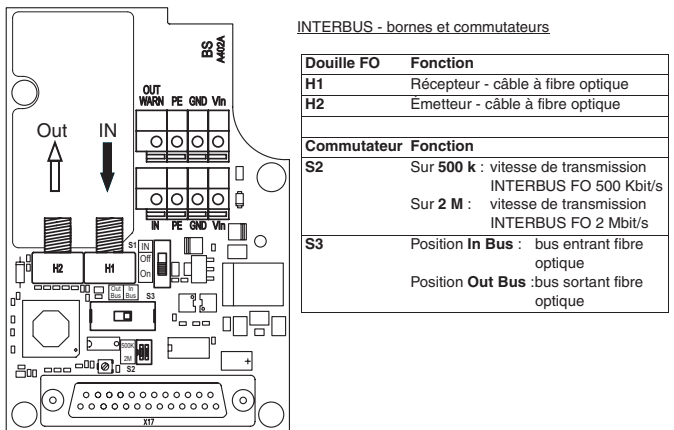 INTERBUS - bornes et commutateurs
Douille FO Fonction
H1 Récepteur - câble à fibre optique
H2 Émetteur - câble à fibre optique
Commutateur Fonction
S2 Sur 500 k : vitesse de transmission
INTERBUS FO 500 Kbit/s
Sur 2 M : vitesse de transmission
INTERBUS FO 2 Mbit/s
S3 Position In Bus : bus entrant fibre
optique
Position Out Bus :bus sortant fibre
optique
BS
A402A
OUT
WARN PE GND Vin
Out IN
IN PE GND Vin
S1 IN
Off
On
H2 H1
Out Bus In Bus
S3
500K
2M
S2
X17